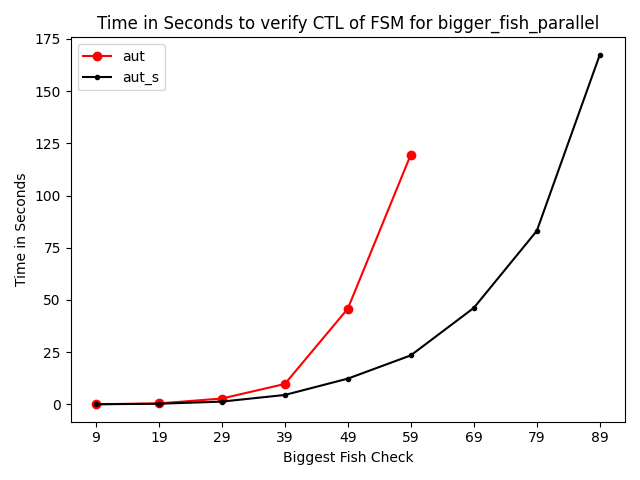 Time in Seconds to verify CTL of FSM for bigger_fish_parallel
aut
aut_s
Time in Seconds
175
150
125
100
75
50
25
0
9 19 29 39 49 59 69 79 89
Biggest Fish Check